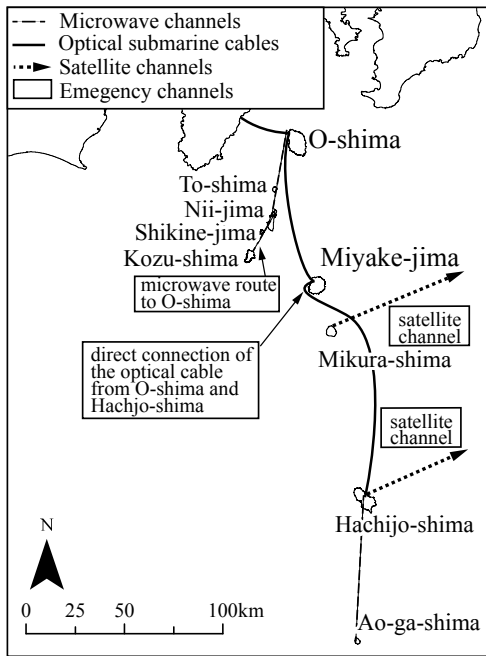 Microwave channels
Optical submarine cables
Satellite channels
Emegency channels
O-shima
To-shima
Nii-jima
Shikine-jima
Kozu-shima
Miyake-jima
microwave route
to O-shima
satellite
channel
Mikura-shima
direct connection of
the optical cable
from O-shima and
Hachjo-shima
satellite
channel
Hachijo-shima
N
0 25 50 100km
Ao-ga-shima